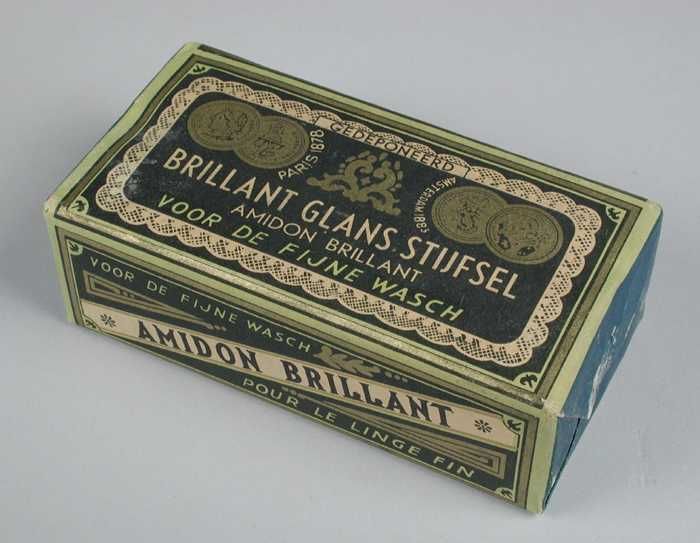 GEDEPONEERD
PARIS 1878
AMSTERDAM 1883
BRILLANT GLANS STIJFSEL
AMIDON BRILLANT
VOOR DE FIJNE WASCH
VOOR DE FIJNE WASCH
AMIDON BRILLANT
POUR LE LINGE FIN